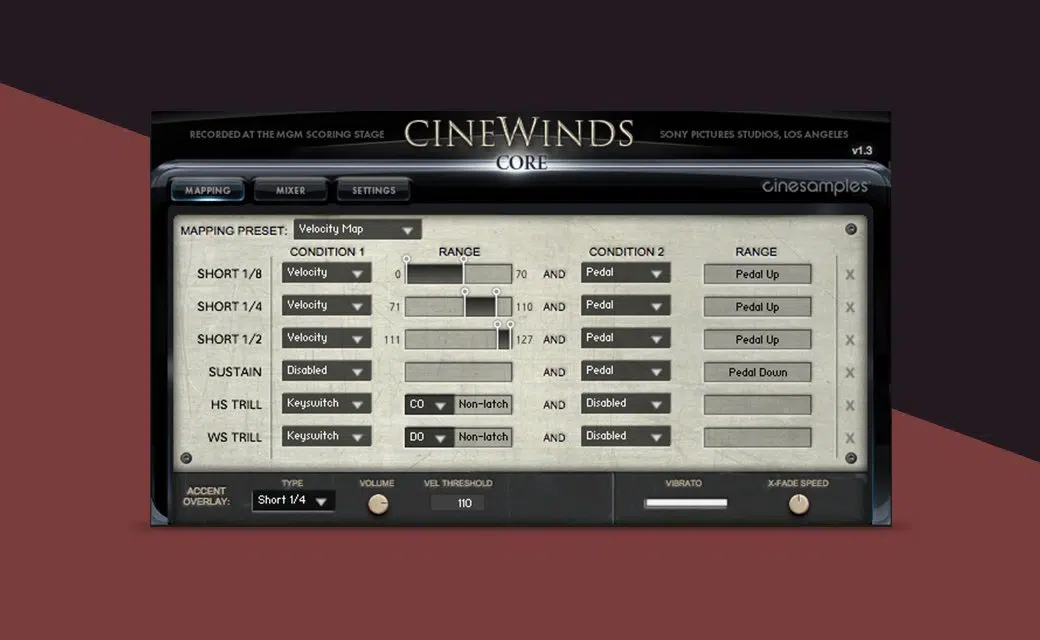 RECORDED AT THE MGM SCORING STAGE CINEWINDS SONY PICTURES STUDIOS, LOS ANGELES
CORE v1.3
MAPPING MIXER SETTINGS cinesamples
MAPPING PRESET: Velocity Map
CONDITION 1 RANGE CONDITION 2 RANGE
SHORT 1/8 Velocity 0 70 AND Pedal Pedal Up X
SHORT 1/4 Velocity 71 110 AND Pedal Pedal Up X
SHORT 1/2 Velocity 111 127 AND Pedal Pedal Up X
SUSTAIN Disabled AND Pedal Pedal Down X
HS TRILL Keyswitch C0 Non-latch AND Disabled X
WS TRILL Keyswitch D0 Non-latch AND Disabled X
TYPE VOLUME VEL THRESHOLD VIBRATO X-FADE SPEED
ACCENT
OVERLAY: Short 1/4 110